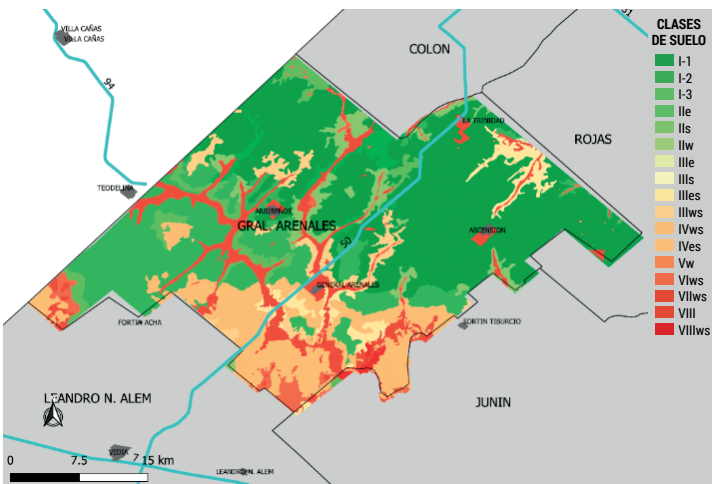 VILLA CAÑAS
VILLA CAÑAS
94
TEODELINA
COLON
51
LA TRINIDAD
ROJAS
ARRIBEÑOS
GRAL. ARENALES
50
ASCENSION
GENERAL ARENALES
FORTIN ACHA
FORTIN TIBURCIO
LEANDRO N. ALEM
JUNIN
VEDIA
7
LEANDRO N. ALEM
0 7.5 15 km
CLASES
DE SUELO
I-1
I-2
I-3
IIe
IIs
IIw
IIIe
IIIs
IIIes
IIIws
IVws
IVes
Vw
VIws
VIIws
VIII
VIIIws